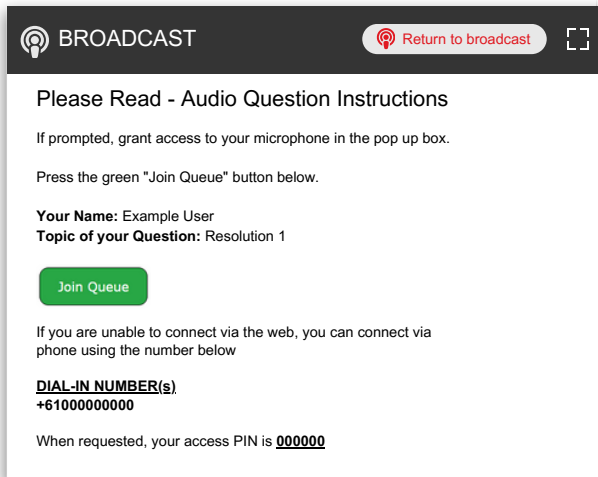 BROADCAST
Return to broadcast
Please Read - Audio Question Instructions
If prompted, grant access to your microphone in the pop up box.
Press the green "Join Queue" button below.
Your Name: Example User
Topic of your Question: Resolution 1
Join Queue
If you are unable to connect via the web, you can connect via
phone using the number below
DIAL-IN NUMBER(s)
+61000000000
When requested, your access PIN is 000000